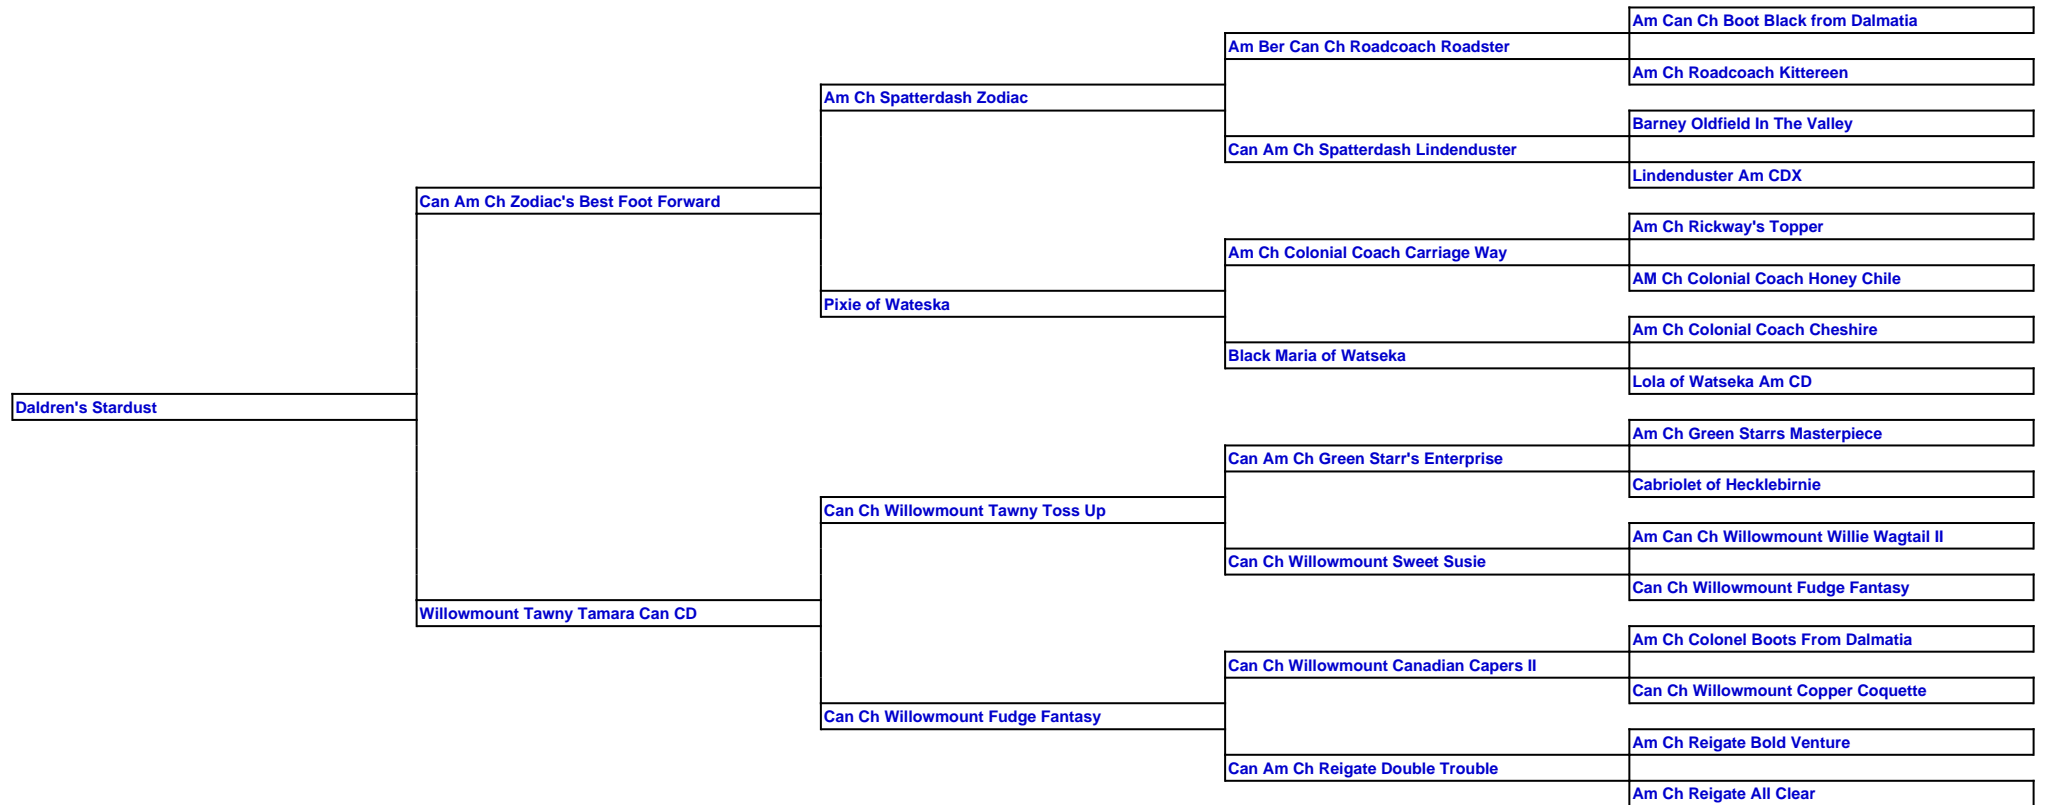 Am Can Ch Boot Black from Dalmatia
Am Ber Can Ch Roadcoach Roadster
Am Ch Roadcoach Kittereen
Am Ch Spatterdash Zodiac
Barney Oldfield In The Valley
Can Am Ch Spatterdash Lindenduster
Lindenduster Am CDX
Can Am Ch Zodiac's Best Foot Forward
Am Ch Rickway's Topper
Am Ch Colonial Coach Carriage Way
AM Ch Colonial Coach Honey Chile
Pixie of Wateska
Am Ch Colonial Coach Cheshire
Black Maria of Watseka
Lola of Watseka Am CD
Daldren's Stardust
Am Ch Green Starrs Masterpiece
Can Am Ch Green Starr's Enterprise
Cabriolet of Hecklebirnie
Can Ch Willowmount Tawny Toss Up
Am Can Ch Willowmount Willie Wagtail II
Can Ch Willowmount Sweet Susie
Can Ch Willowmount Fudge Fantasy
Willowmount Tawny Tamara Can CD
Am Ch Colonel Boots From Dalmatia
Can Ch Willowmount Canadian Capers II
Can Ch Willowmount Copper Coquette
Can Ch Willowmount Fudge Fantasy
Am Ch Reigate Bold Venture
Can Am Ch Reigate Double Trouble
Am Ch Reigate All Clear